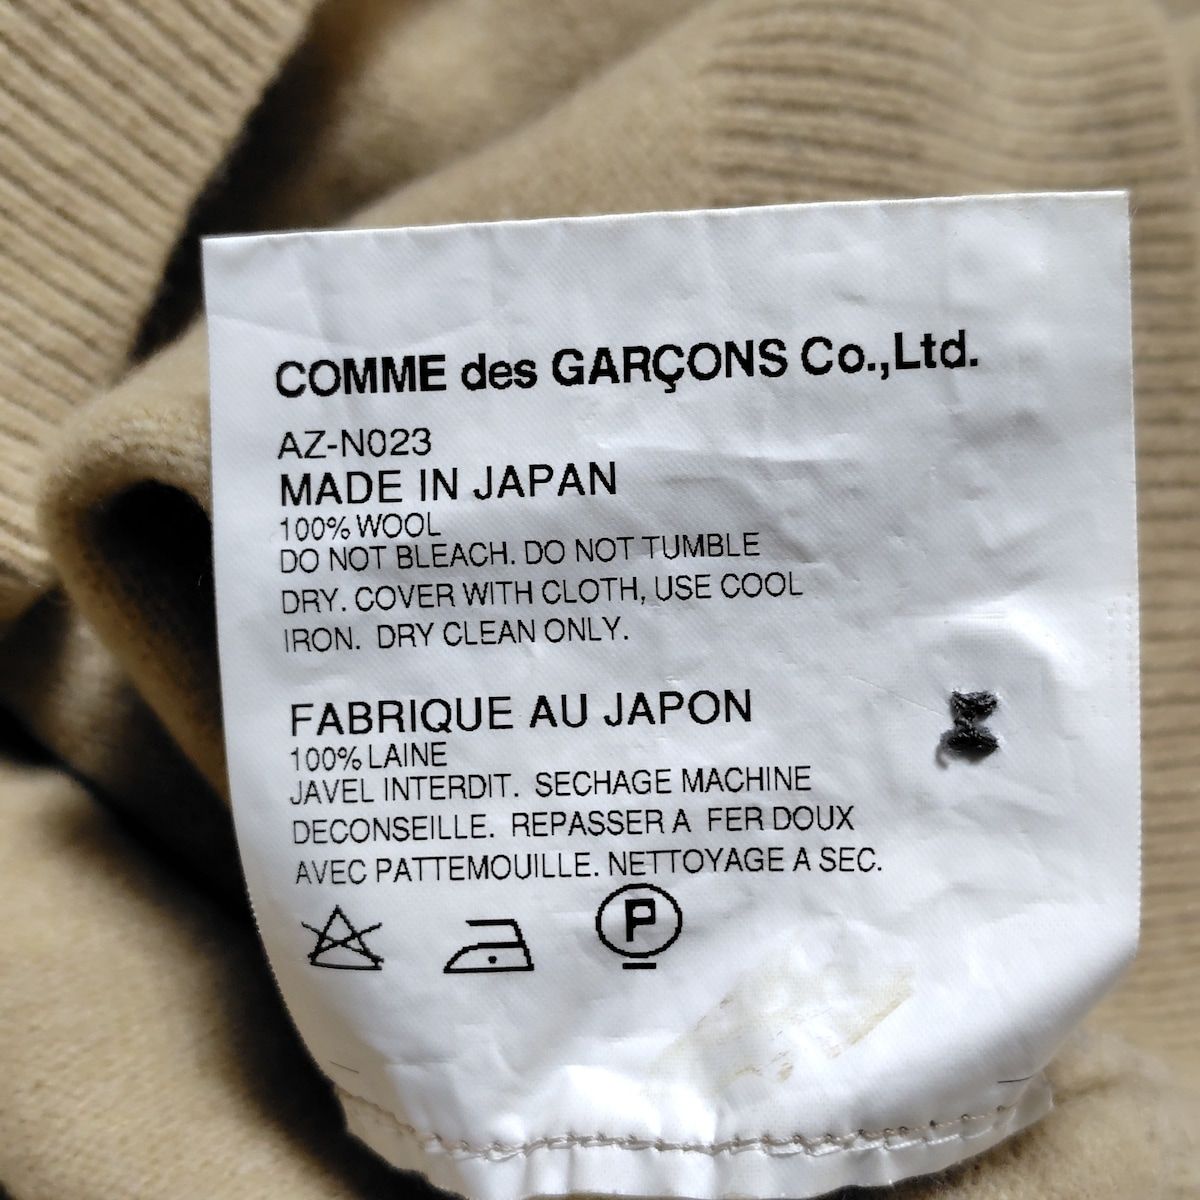 COMME des GARÇONS Co.,Ltd.
AZ-N023
MADE IN JAPAN
100% WOOL
DO NOT BLEACH. DO NOT TUMBLE
DRY. COVER WITH CLOTH, USE COOL
IRON. DRY CLEAN ONLY.
FABRIQUE AU JAPON
100% LAINE
JAVEL INTERDIT. SECHAGE MACHINE
DECONSEILLE. REPASSER A FER DOUX
AVEC PATTEMOUILLE. NETTOYAGE A SEC.
P